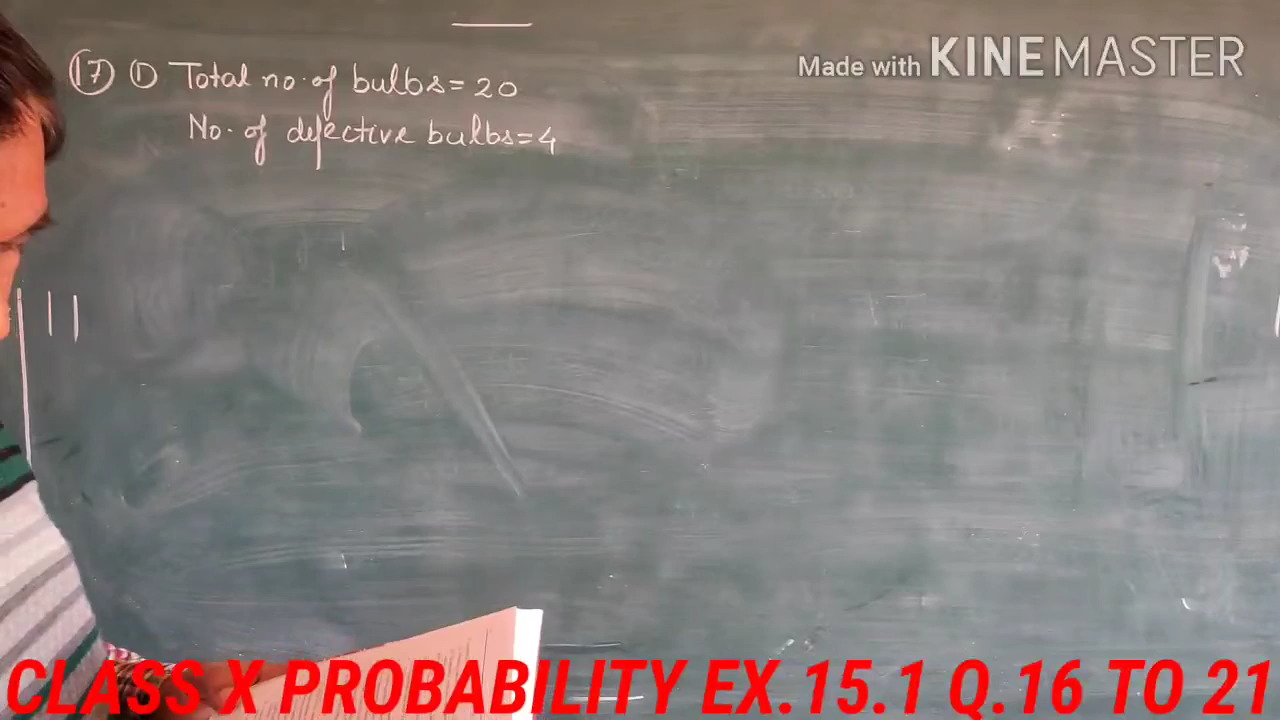 Made with KINEMASTER
(17) (1) Total no. of bulbs = 20
No. of defective bulbs = 4
CLASS X PROBABILITY EX.15.1 Q.16 TO 21